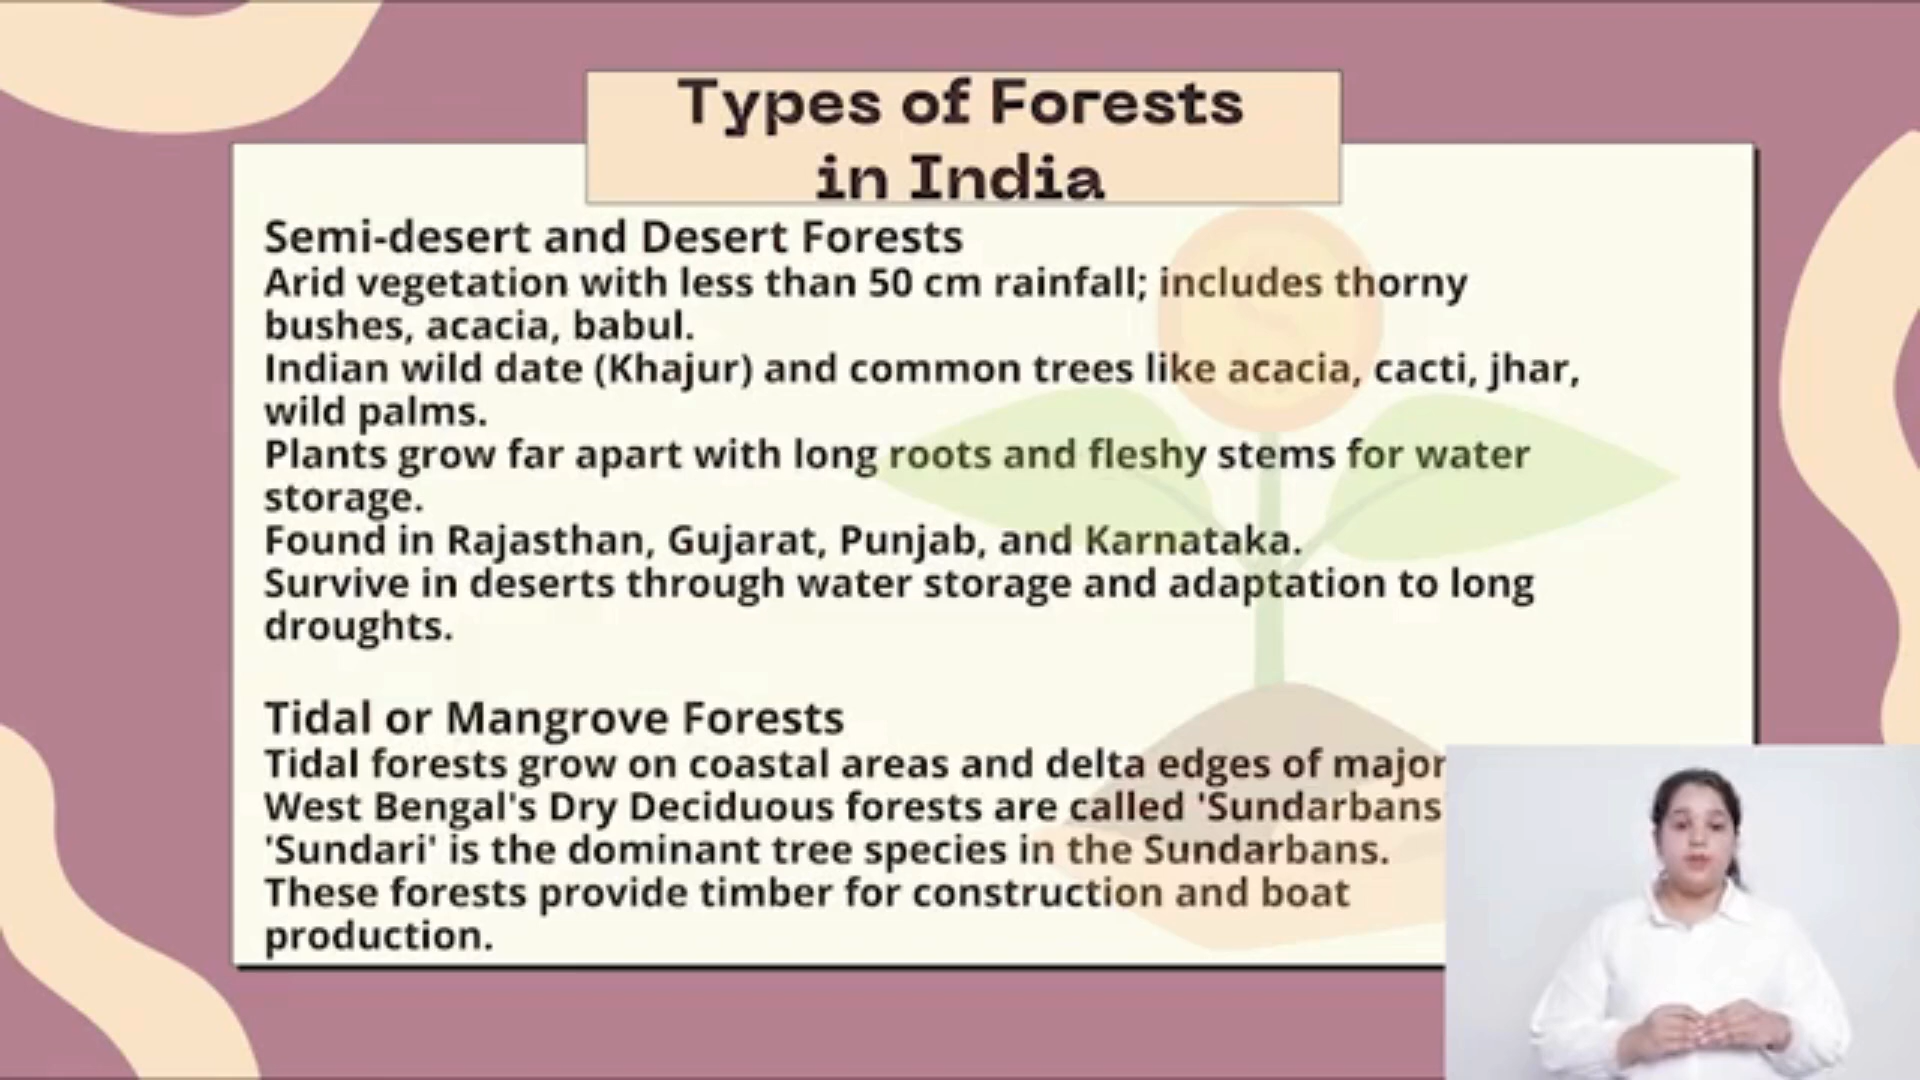 Types of Forests
in India
Semi-desert and Desert Forests
Arid vegetation with less than 50 cm rainfall; includes thorny
bushes, acacia, babul.
Indian wild date (Khajur) and common trees like acacia, cacti, jhar,
wild palms.
Plants grow far apart with long roots and fleshy stems for water
storage.
Found in Rajasthan, Gujarat, Punjab, and Karnataka.
Survive in deserts through water storage and adaptation to long
droughts.
Tidal or Mangrove Forests
Tidal forests grow on coastal areas and delta edges of major
West Bengal's Dry Deciduous forests are called 'Sundarbans'
'Sundari' is the dominant tree species in the Sundarbans.
These forests provide timber for construction and boat
production.